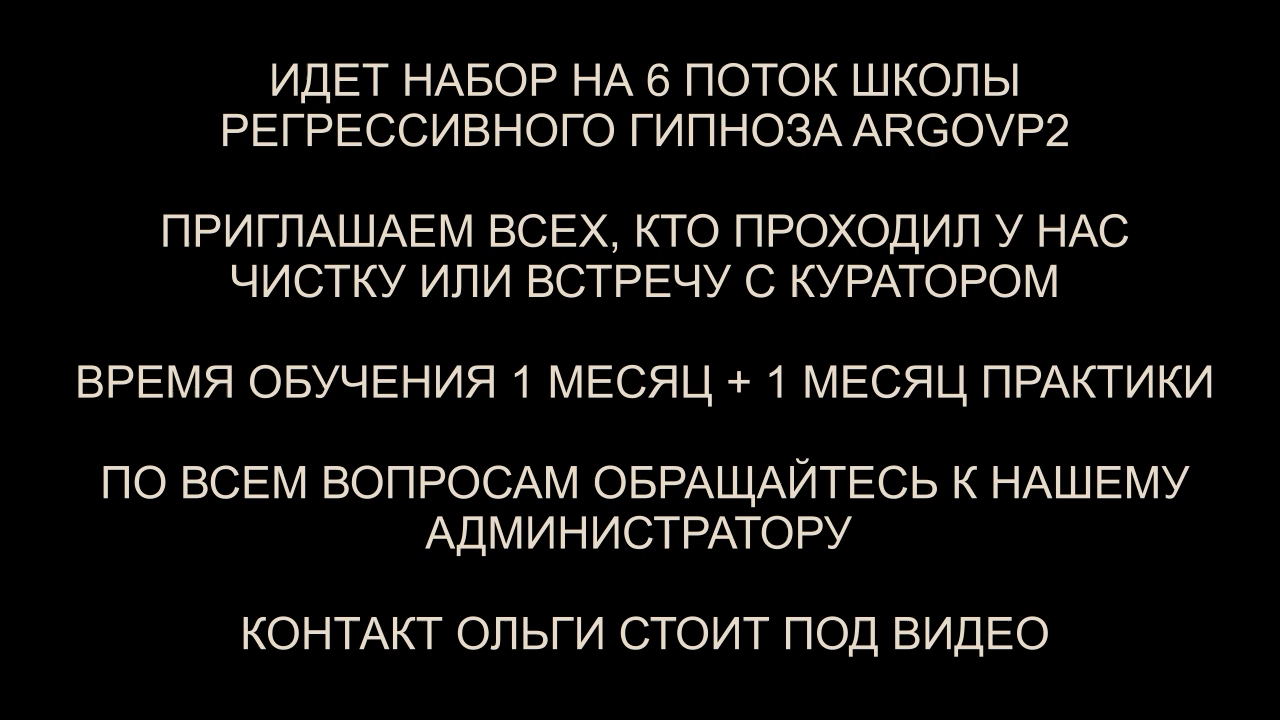 ИДЕТ НАБОР НА 6 ПОТОК ШКОЛЫ
РЕГРЕССИВНОГО ГИПНОЗА ARGOVP2
ПРИГЛАШАЕМ ВСЕХ, КТО ПРОХОДИЛ У НАС
ЧИСТКУ ИЛИ ВСТРЕЧУ С КУРАТОРОМ
ВРЕМЯ ОБУЧЕНИЯ 1 МЕСЯЦ + 1 МЕСЯЦ ПРАКТИКИ
ПО ВСЕМ ВОПРОСАМ ОБРАЩАЙТЕСЬ К НАШЕМУ
АДМИНИСТРАТОРУ
КОНТАКТ ОЛЬГИ СТОИТ ПОД ВИДЕО